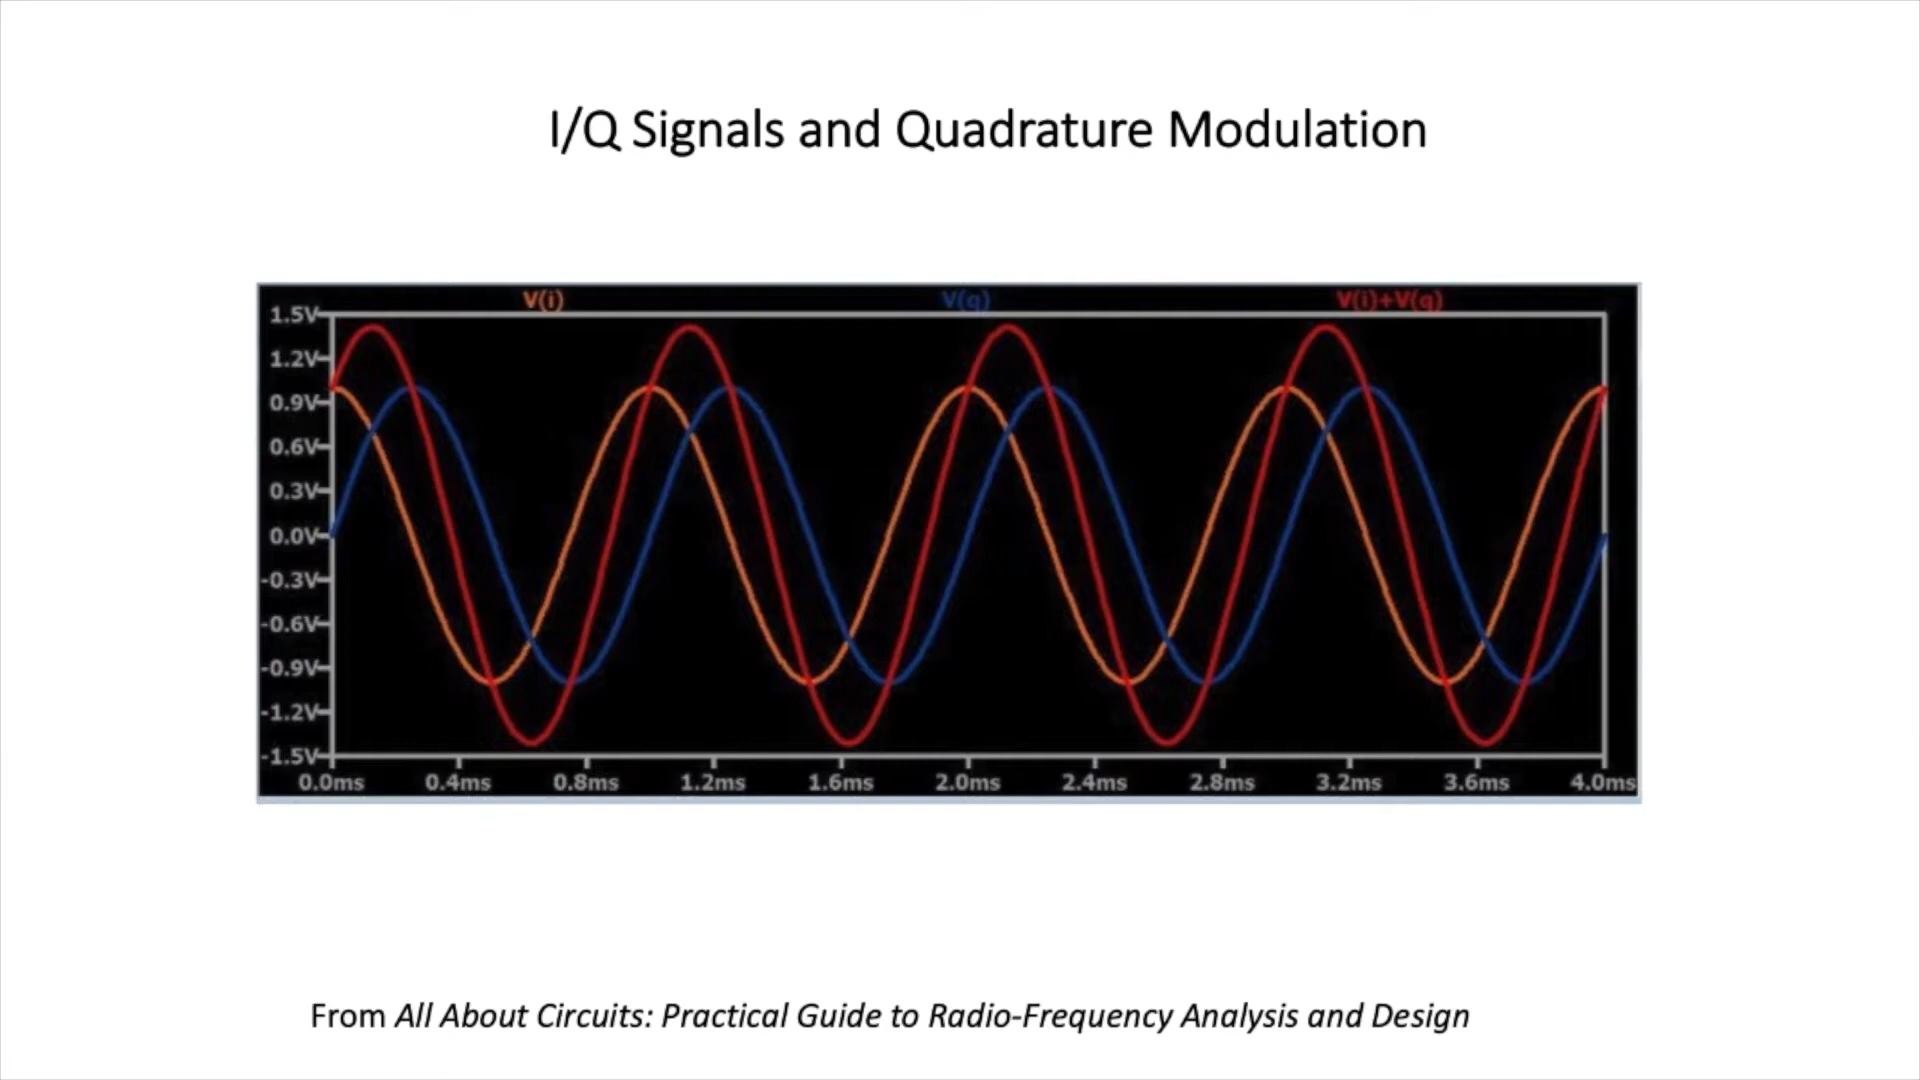 I/Q Signals and Quadrature Modulation
V(i) V(q) V(i)+V(q)
1.5V
1.2V
0.9V
0.6V
0.3V
0.0V
-0.3V
-0.6V
-0.9V
-1.2V
-1.5V
0.0ms 0.4ms 0.8ms 1.2ms 1.6ms 2.0ms 2.4ms 2.8ms 3.2ms 3.6ms 4.0ms
From All About Circuits: Practical Guide to Radio-Frequency Analysis and Design